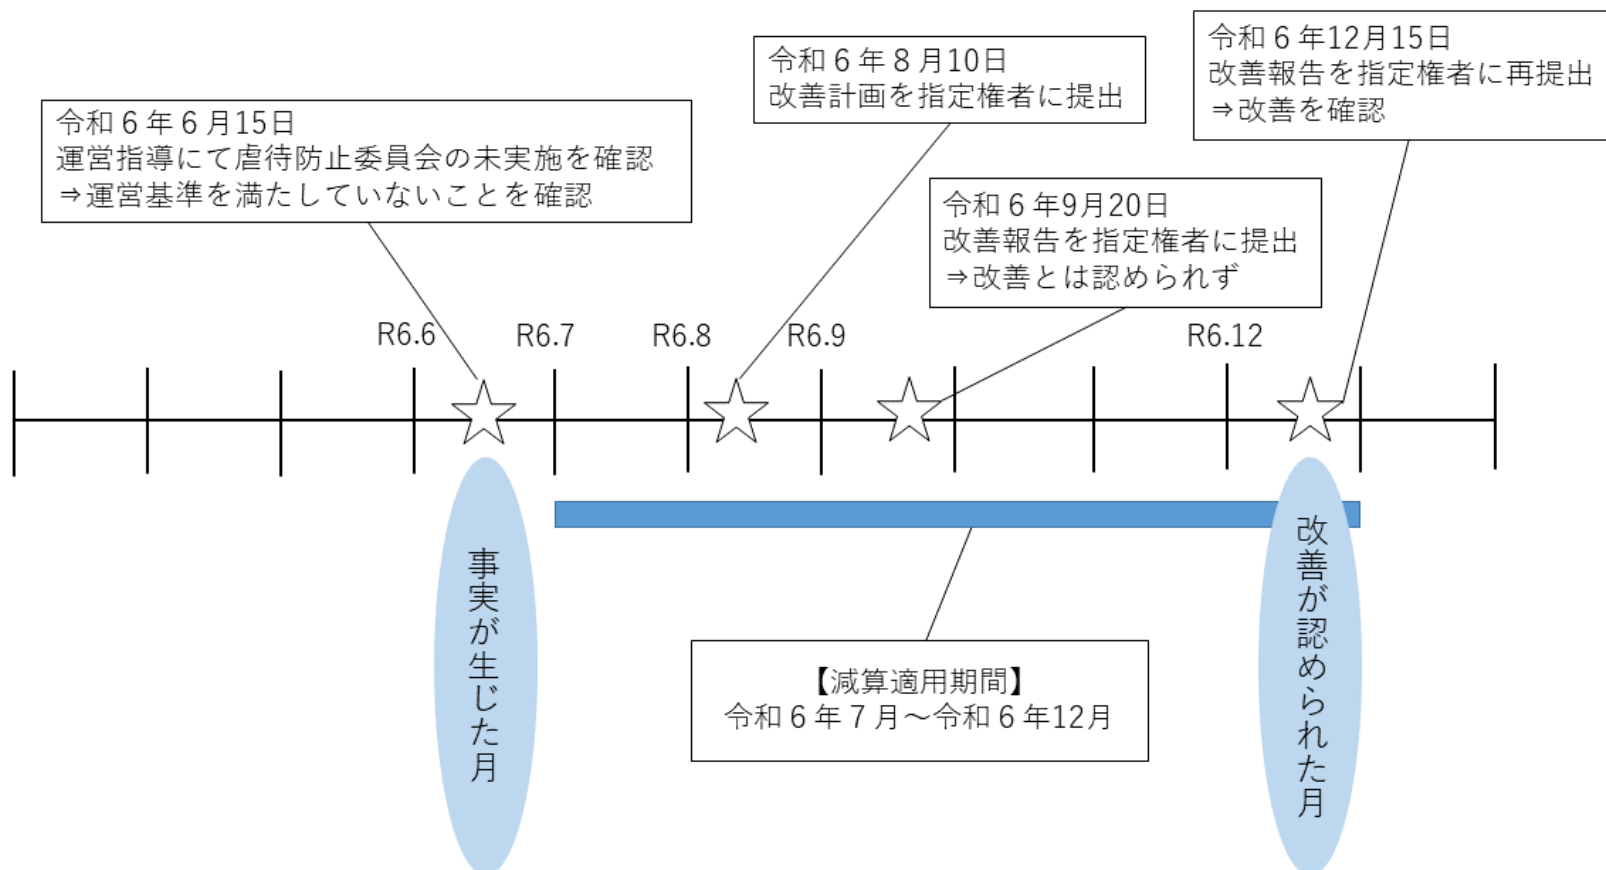 令和６年６月15日
運営指導にて虐待防止委員会の未実施を確認
⇒運営基準を満たしていないことを確認
令和６年８月10日
改善計画を指定権者に提出
令和６年12月15日
改善報告を指定権者に再提出
⇒改善を確認
令和６年9月20日
改善報告を指定権者に提出
⇒改善とは認められず
R6.6
R6.7
R6.8
R6.9
R6.12
事実が生じた月
改善が認められた月
【減算適用期間】
令和６年７月～令和６年12月